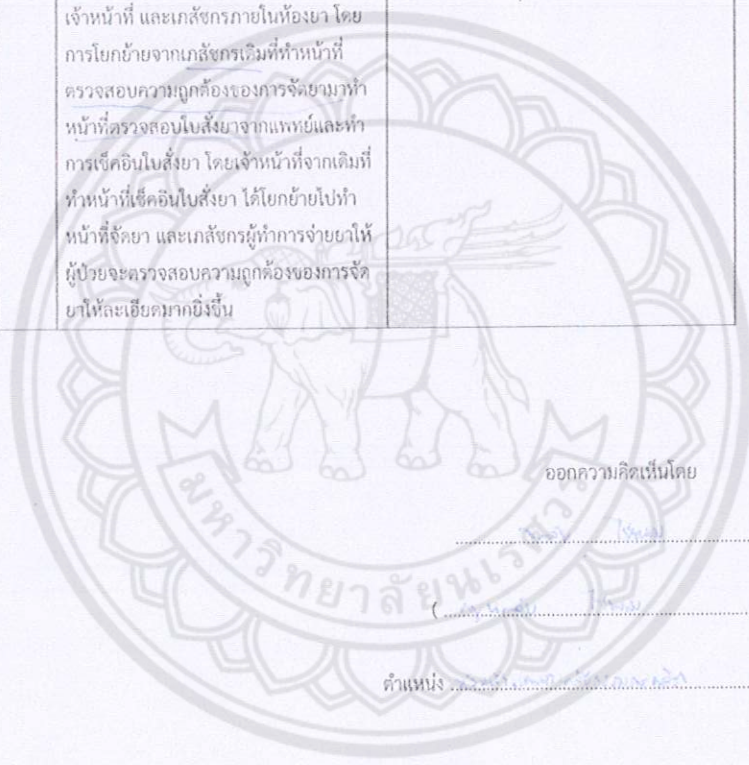 เจ้าหน้าที่ และเภสัชกรภายในห้องยา โดย
การโยกย้ายจากเภสัชกรเดิมที่ทำหน้าที่
ตรวจสอบความถูกต้องของการจัดยามาทำ
หน้าที่ตรวจสอบใบสั่งยาจากแพทย์และทำ
การเช็คอินใบสั่งยา โดยเจ้าหน้าที่จากเดิมที่
ทำหน้าที่เช็คอินใบสั่งยา ได้โยกย้ายไปทำ
หน้าที่จัดยา และเภสัชกรผู้ทำการจ่ายยาให้
ผู้ป่วยจะตรวจสอบความถูกต้องของการจัด
ยาให้ละเอียดมากยิ่งขึ้น
ออกความคิดเห็นโดย
(
ตำแหน่ง
มหาวิทยาลัยนเรศวร